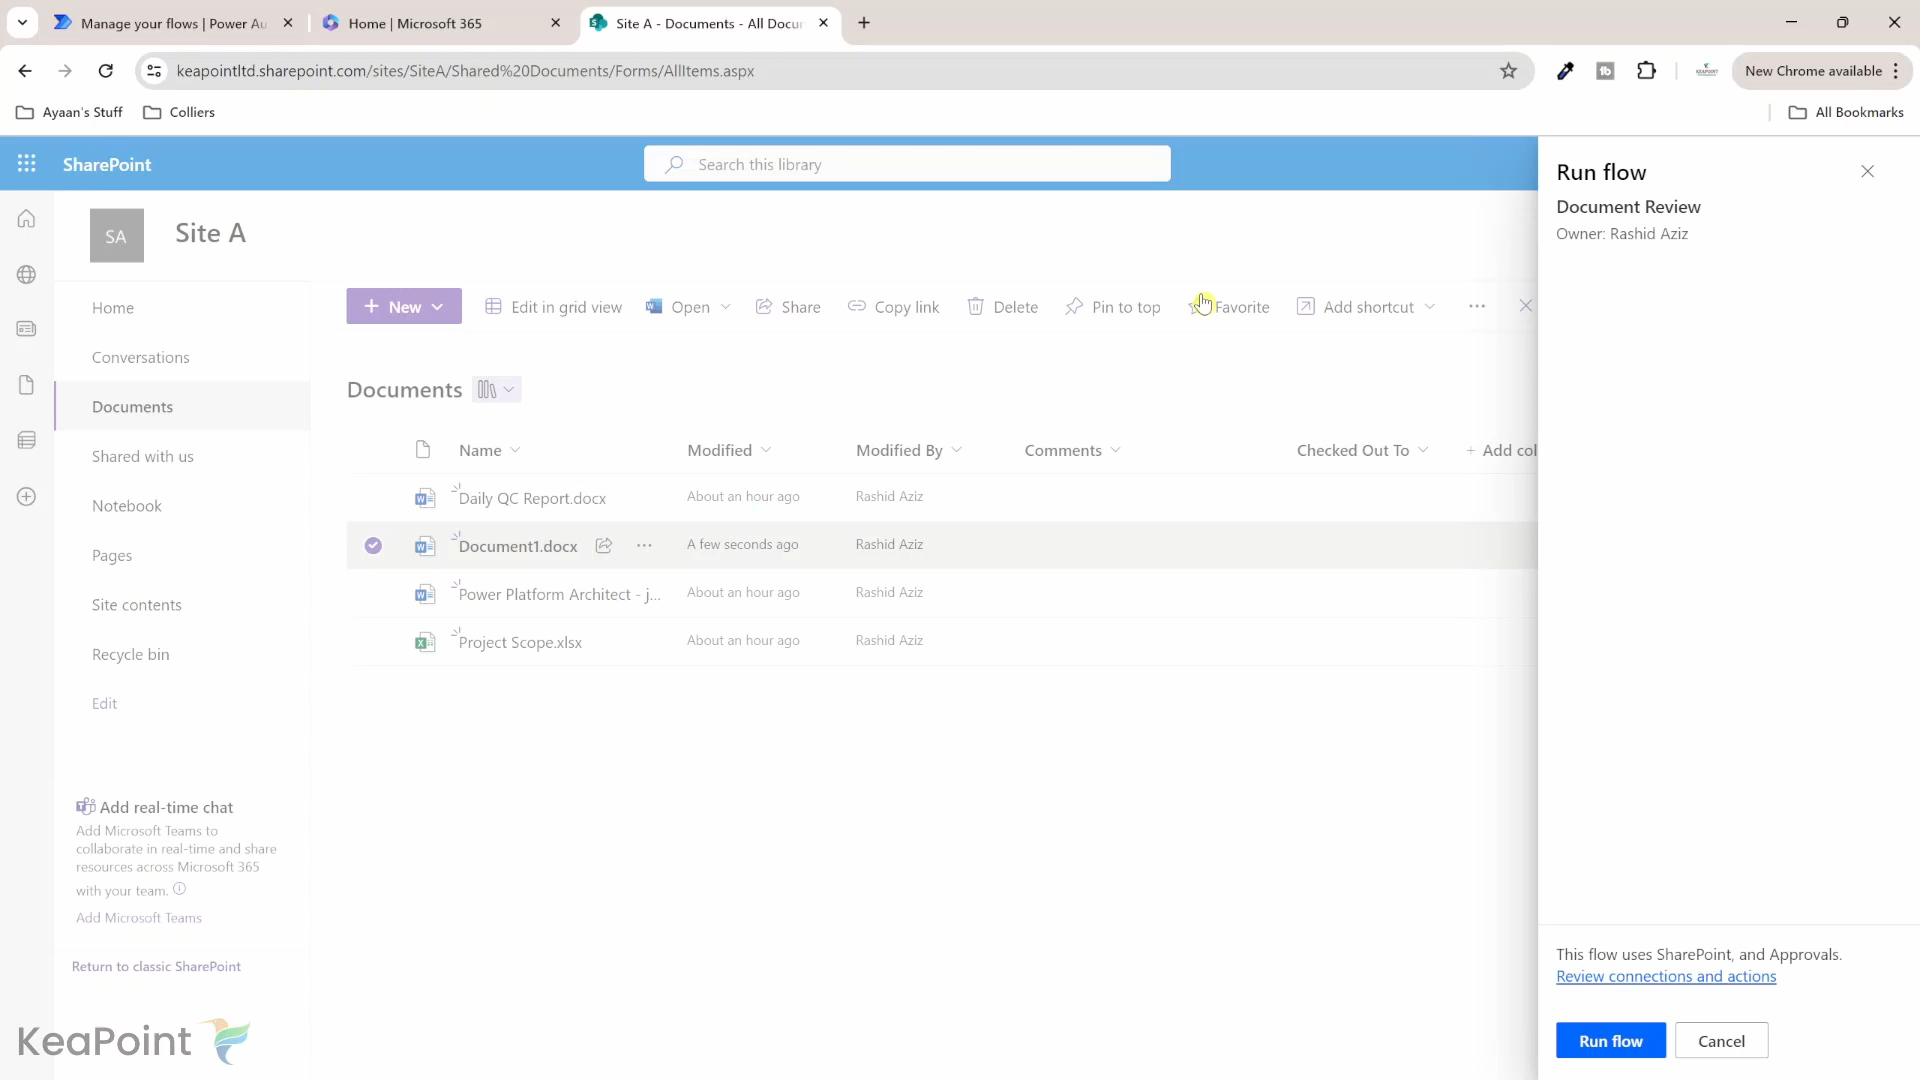 Manage your flows | Power Au
Home | Microsoft 365
Site A - Documents - All Docu
keapointltd.sharepoint.com/sites/SiteA/Shared%20Documents/Forms/AllItems.aspx
New Chrome available
Ayaan's Stuff
Colliers
All Bookmarks
SharePoint
Search this library
SA
Site A
Home
Conversations
Documents
Shared with us
Notebook
Pages
Site contents
Recycle bin
Edit
Add real-time chat
Add Microsoft Teams to
collaborate in real-time and share
resources across Microsoft 365
with your team.
Add Microsoft Teams
Return to classic SharePoint
KeaPoint
New
Edit in grid view
Open
Share
Copy link
Delete
Pin to top
Favorite
Add shortcut
Documents
Name Modified Modified By Comments Checked Out To + Add col
Daily QC Report.docx About an hour ago Rashid Aziz
Document1.docx A few seconds ago Rashid Aziz
Power Platform Architect - j... About an hour ago Rashid Aziz
Project Scope.xlsx About an hour ago Rashid Aziz
Run flow
Document Review
Owner: Rashid Aziz
This flow uses SharePoint, and Approvals.
Review connections and actions
Run flow
Cancel